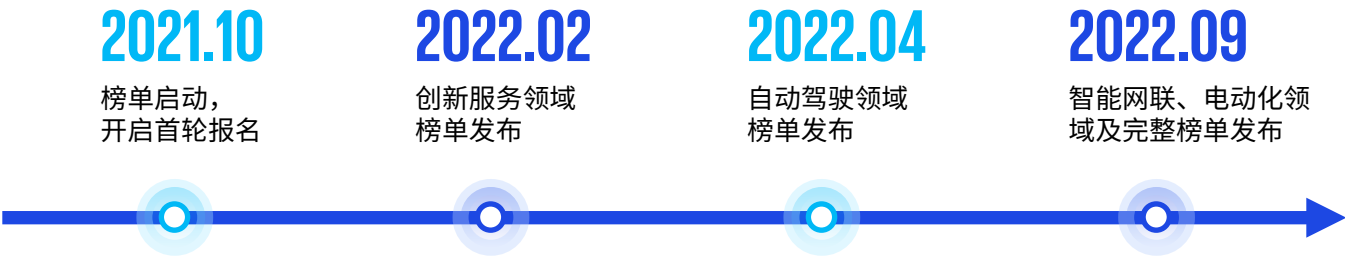 2021.10
榜单启动，
开启首轮报名
2022.02
创新服务领域
榜单发布
2022.04
自动驾驶领域
榜单发布
2022.09
智能网联、电动化领
域及完整榜单发布